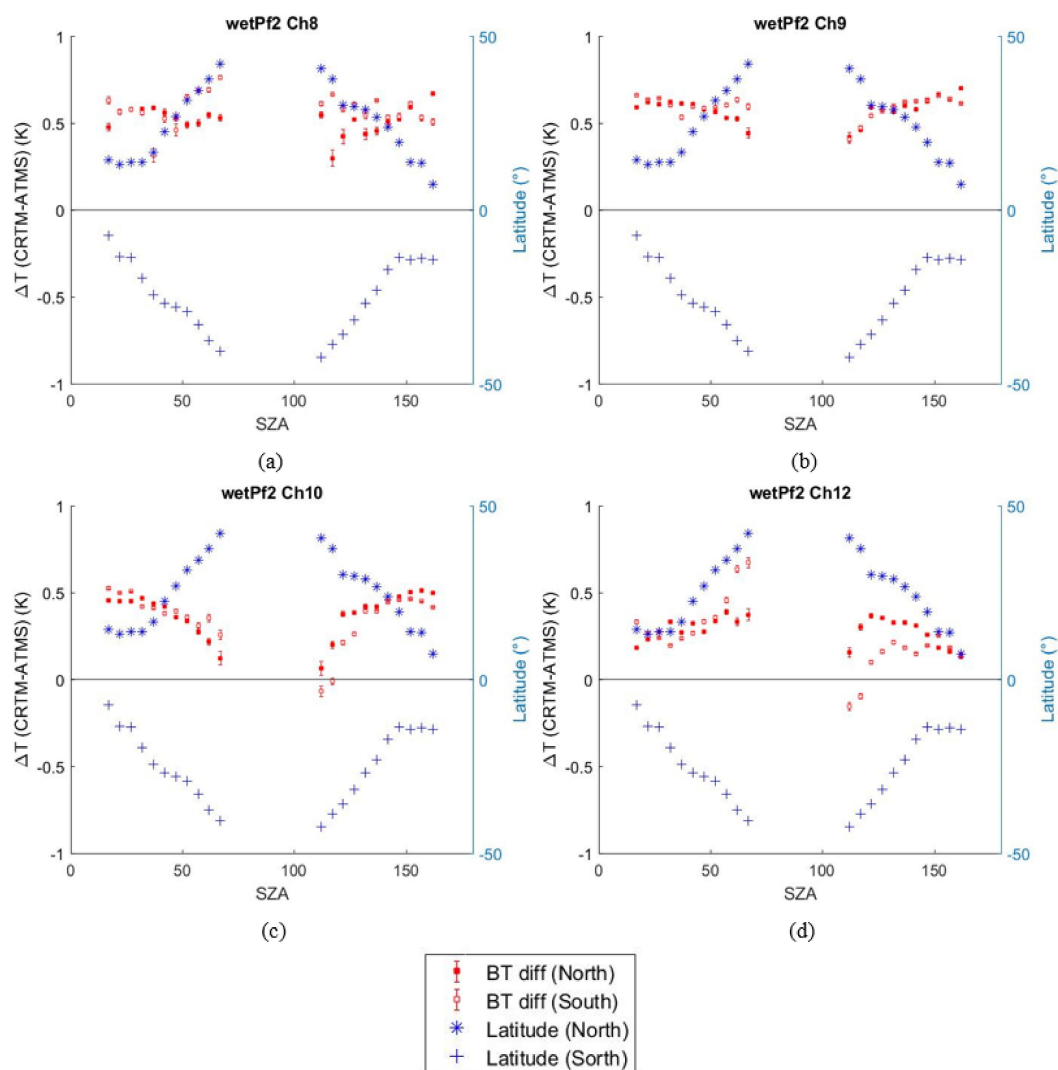 wetPf2 Ch8
1
0.5
0
-0.5
-1
Δ T (CRTM-ATMS) (K)
50
0
-50
Latitude (°)
0 50 100 150
SZA
(a)
wetPf2 Ch9
1
0.5
0
-0.5
-1
Δ T (CRTM-ATMS) (K)
50
0
-50
Latitude (°)
0 50 100 150
SZA
(b)
wetPf2 Ch10
1
0.5
0
-0.5
-1
Δ T (CRTM-ATMS) (K)
50
0
-50
Latitude (°)
0 50 100 150
SZA
(c)
wetPf2 Ch12
1
0.5
0
-0.5
-1
Δ T (CRTM-ATMS) (K)
50
0
-50
Latitude (°)
0 50 100 150
SZA
(d)
BT diff (North)
BT diff (South)
Latitude (North)
Latitude (Sorth)